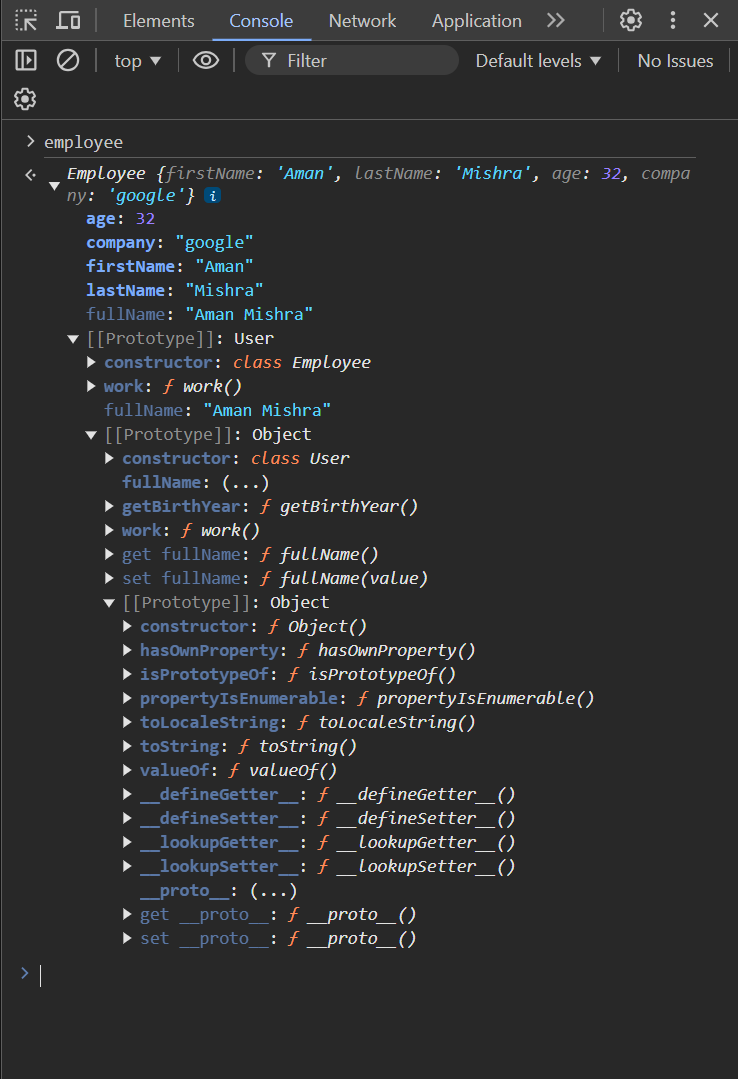 Elements Console Network Application
top Filter Default levels No Issues
employee
Employee {firstName: 'Aman', lastName: 'Mishra', age: 32, compa
ny: 'google'} i
age: 32
company: "google"
firstName: "Aman"
lastName: "Mishra"
fullName: "Aman Mishra"
[[Prototype]]: User
constructor: class Employee
work: ƒ work()
fullName: "Aman Mishra"
[[Prototype]]: Object
constructor: class User
fullName: (...)
getBirthYear: ƒ getBirthYear()
work: ƒ work()
get fullName: ƒ fullName()
set fullName: ƒ fullName(value)
[[Prototype]]: Object
constructor: ƒ Object()
hasOwnProperty: ƒ hasOwnProperty()
isPrototypeOf: ƒ isPrototypeOf()
propertyIsEnumerable: ƒ propertyIsEnumerable()
toLocaleString: ƒ toLocaleString()
toString: ƒ toString()
valueOf: ƒ valueOf()
__defineGetter__: ƒ __defineGetter__()
__defineSetter__: ƒ __defineSetter__()
__lookupGetter__: ƒ __lookupGetter__()
__lookupSetter__: ƒ __lookupSetter__()
__proto__: (...)
get __proto__: ƒ __proto__()
set __proto__: ƒ __proto__()